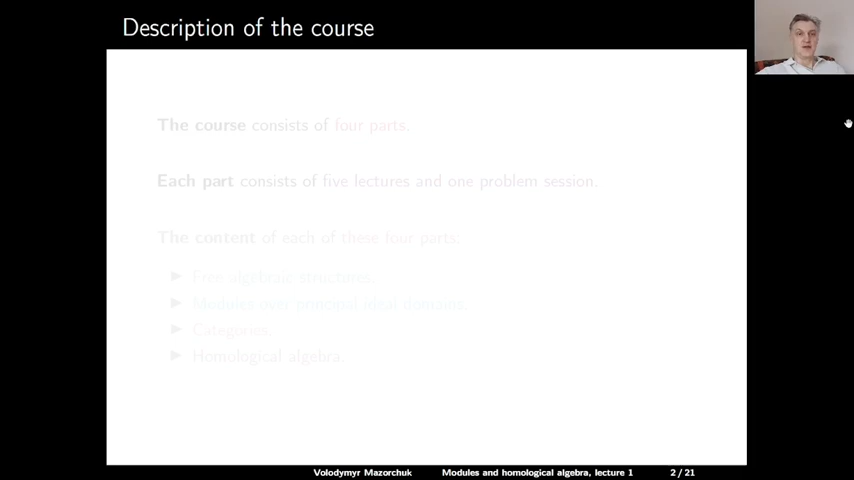 Description of the course
The course consists of four parts.
Each part consists of five lectures and one problem session.
The content of each of these four parts.
▶ Free algebraic structures.
▶ Modules over principal ideal domains.
▶ Categories.
▶ Homological algebra.
Volodymyr Mazorchuk Modules and homological algebra, lecture 1 2 / 21